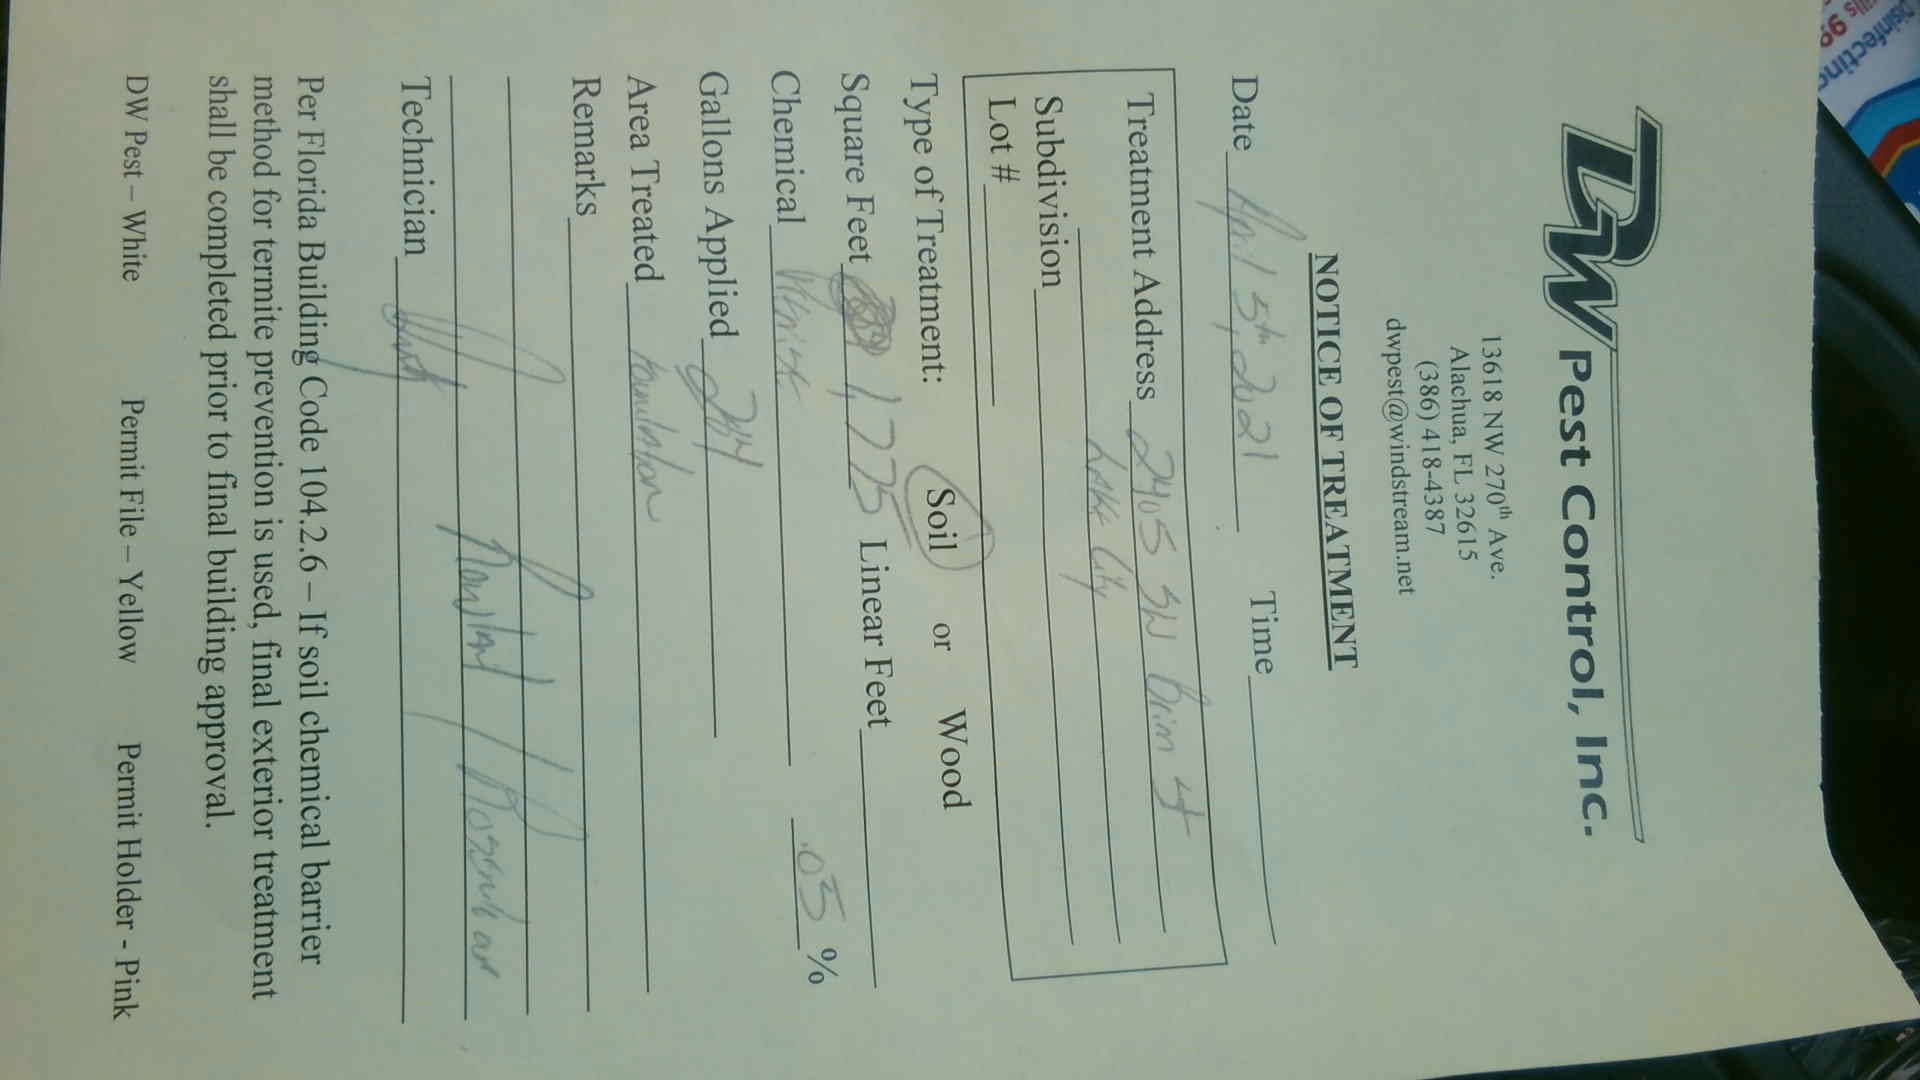 DW Pest Control, Inc.
13618 NW 270th Ave.
Alachua, FL 32615
(386) 418-4387
dwpest@windstream.net
NOTICE OF TREATMENT
Date April 5th, 2021 Time
Treatment Address 2405 SW Brim St
Lake City
Subdivision
Lot #
Type of Treatment: Soil or Wood
Square Feet 1,775 Linear Feet
Chemical .05 %
Gallons Applied
Area Treated foundation
Remarks
Technician
Per Florida Building Code 104.2.6 – If soil chemical barrier
method for termite prevention is used, final exterior treatment
shall be completed prior to final building approval.
DW Pest – White Permit File – Yellow Permit Holder - Pink
Disinfecting